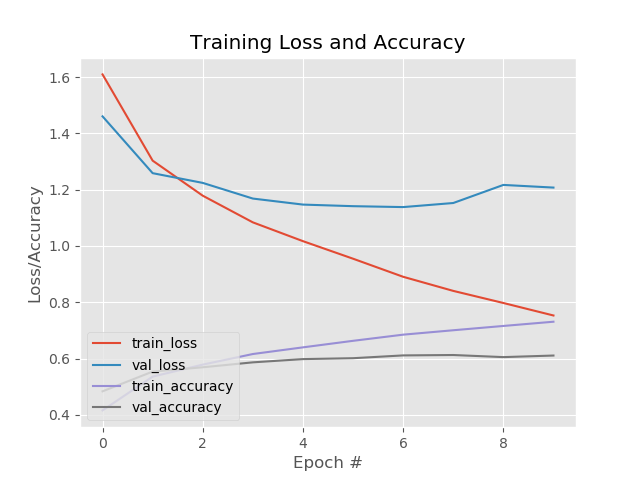 Training Loss and Accuracy
1.6
1.4
1.2
1.0
0.8
0.6
0.4
Loss/Accuracy
train_loss
val_loss
train_accuracy
val_accuracy
0 2 4 6 8
Epoch #